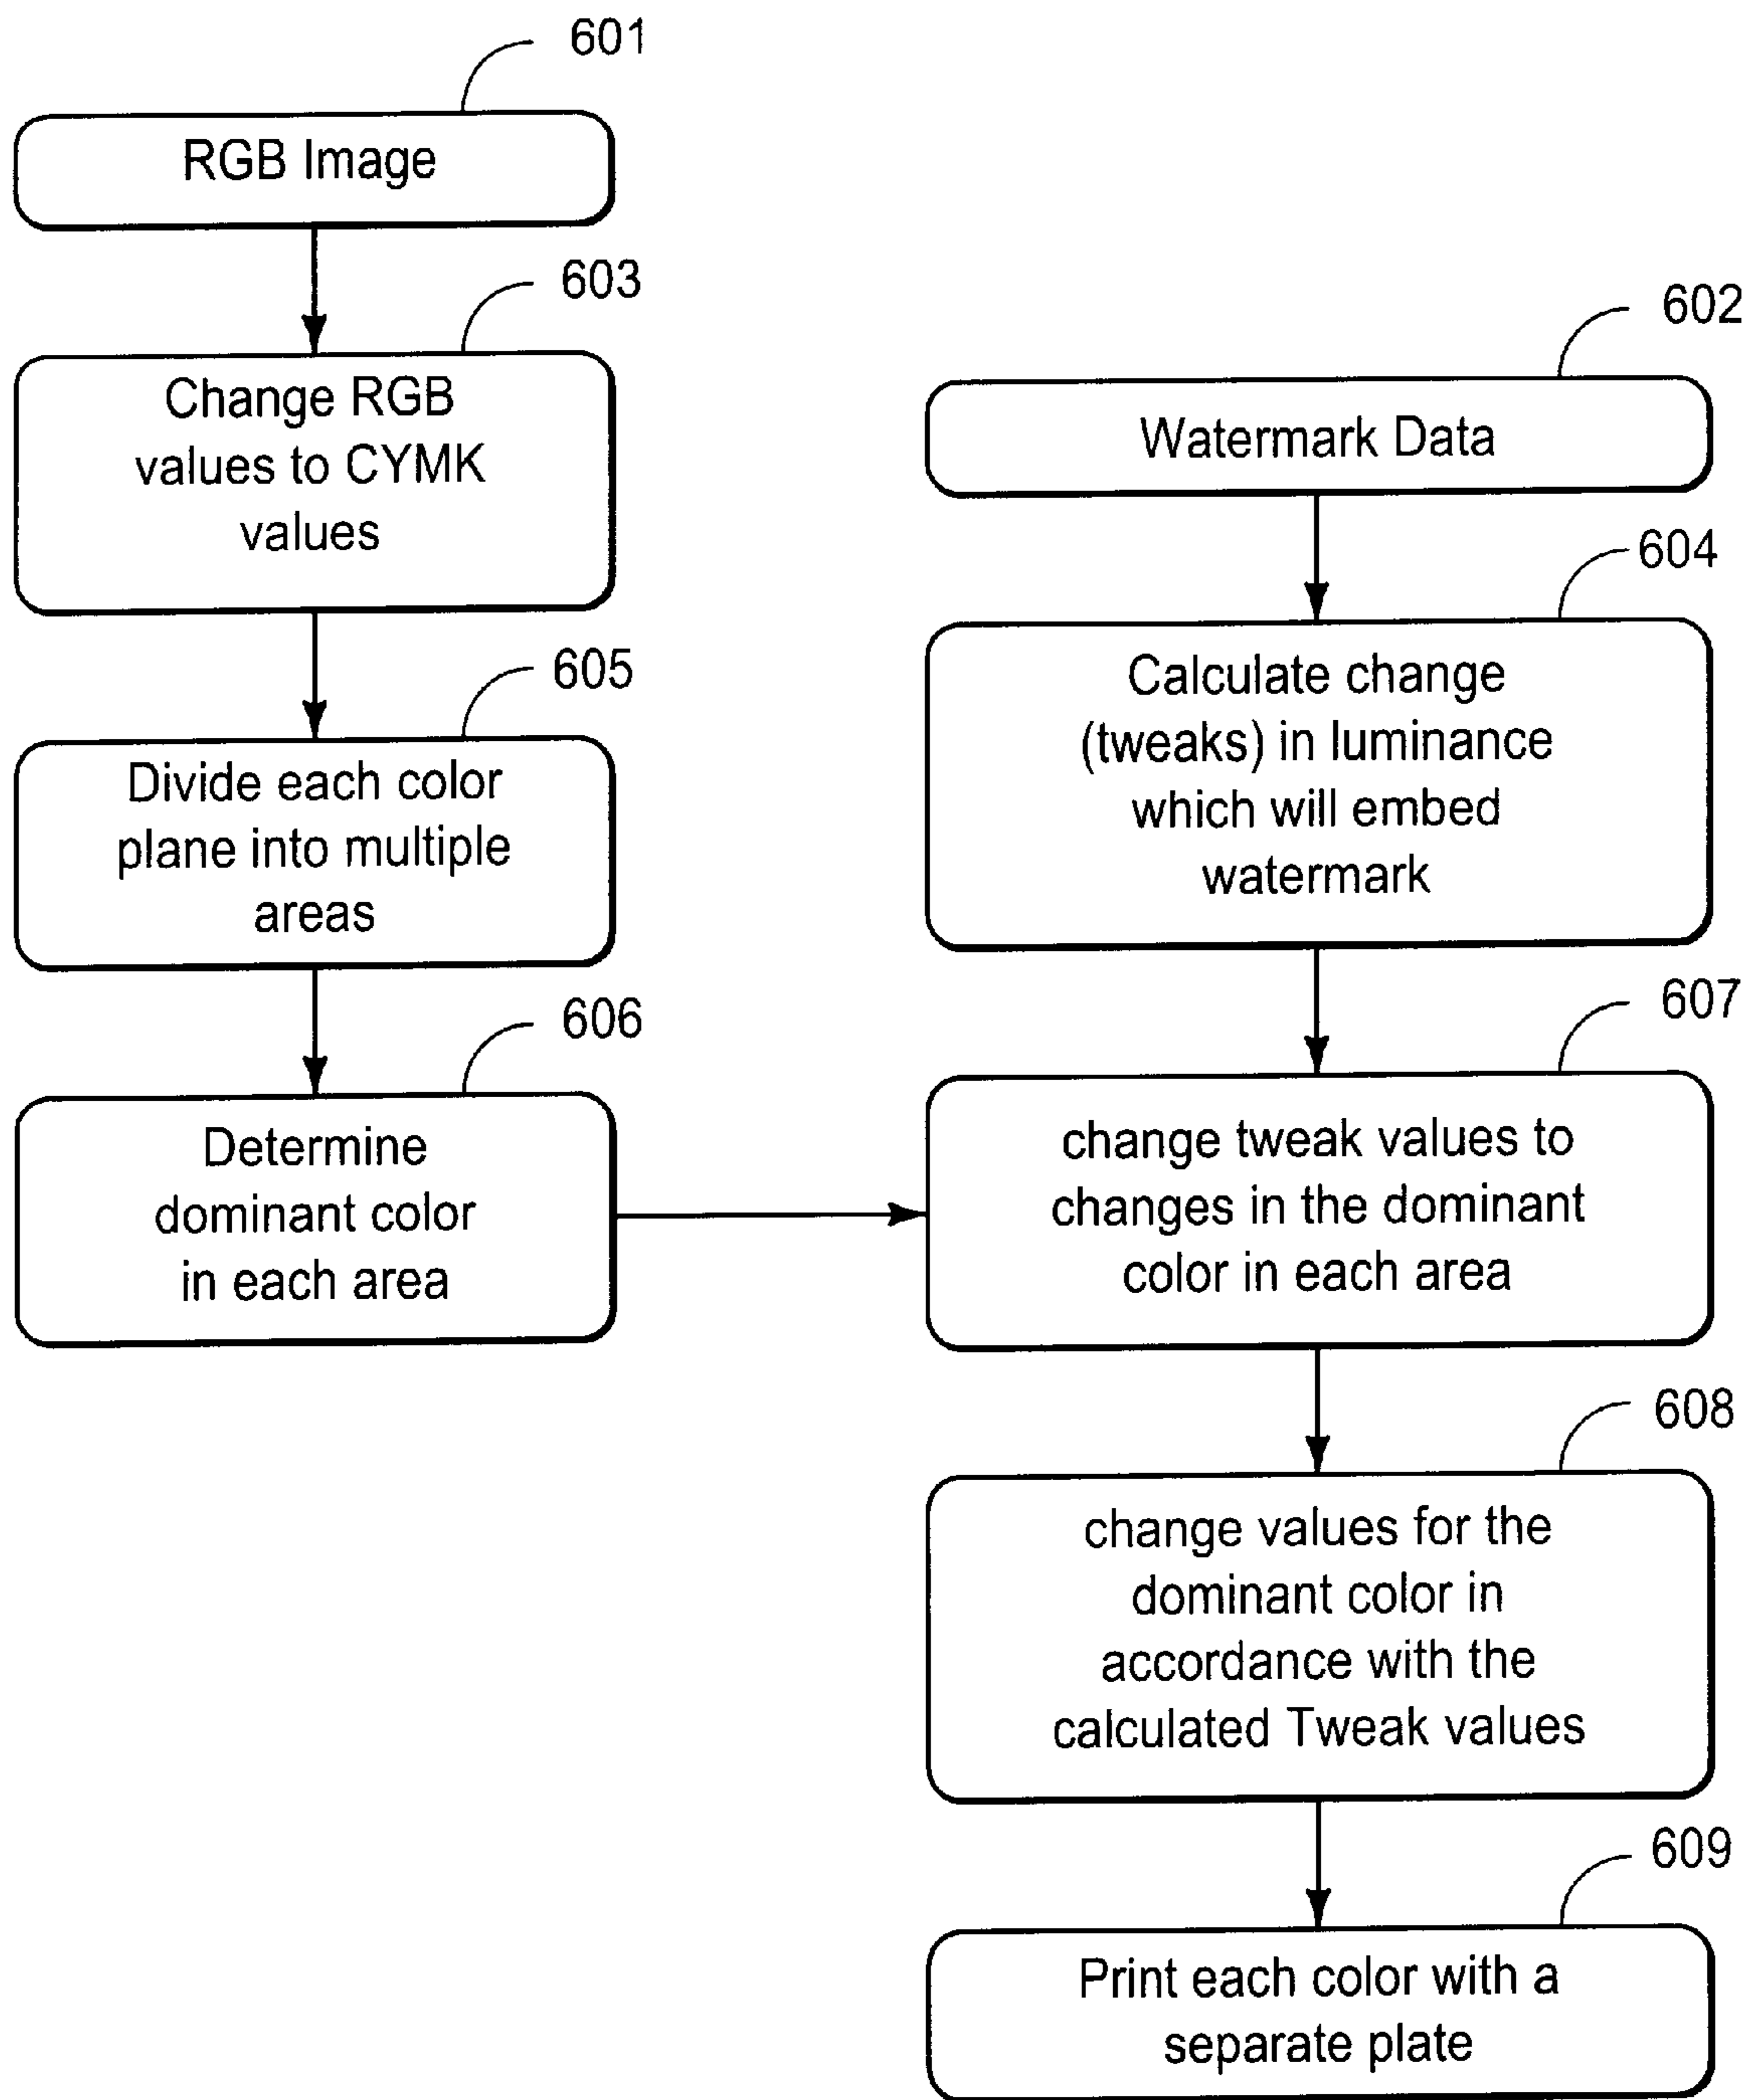 601
RGB Image
603
Change RGB
values to CYMK
values
605
Divide each color
plane into multiple
areas
606
Determine
dominant color
in each area
602
Watermark Data
604
Calculate change
(tweaks) in luminance
which will embed
watermark
607
change tweak values to
changes in the dominant
color in each area
608
change values for the
dominant color in
accordance with the
calculated Tweak values
609
Print each color with a
separate plate